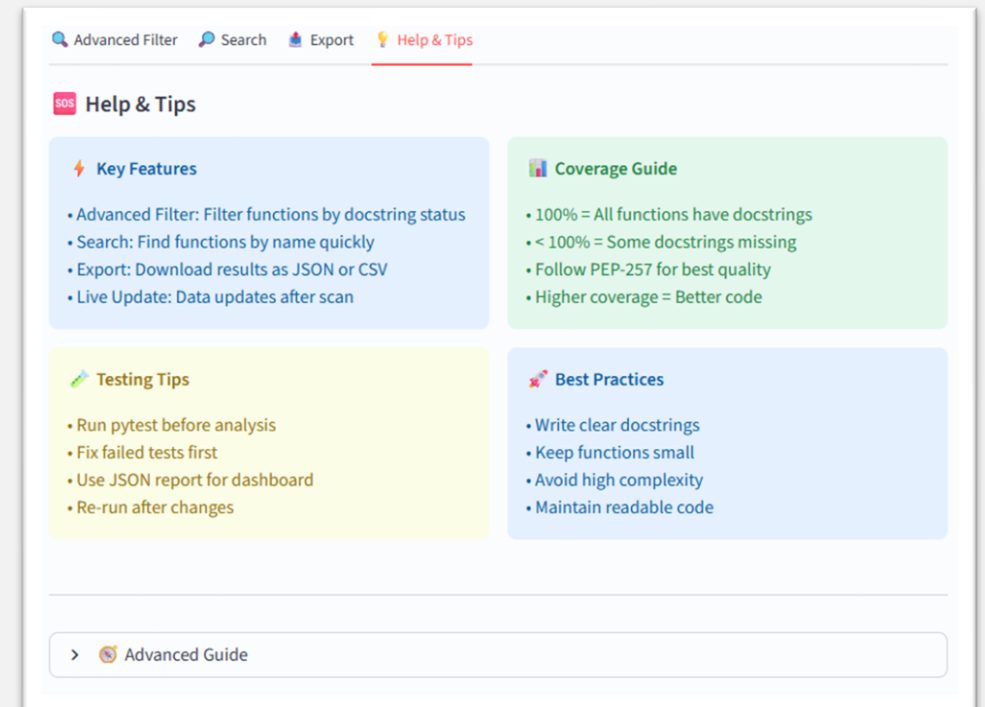 Advanced Filter Search Export Help & Tips
SOS Help & Tips
Key Features
• Advanced Filter: Filter functions by docstring status
• Search: Find functions by name quickly
• Export: Download results as JSON or CSV
• Live Update: Data updates after scan
Coverage Guide
• 100% = All functions have docstrings
• < 100% = Some docstrings missing
• Follow PEP-257 for best quality
• Higher coverage = Better code
Testing Tips
• Run pytest before analysis
• Fix failed tests first
• Use JSON report for dashboard
• Re-run after changes
Best Practices
• Write clear docstrings
• Keep functions small
• Avoid high complexity
• Maintain readable code
Advanced Guide